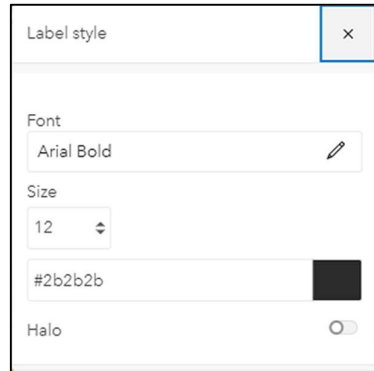 Label style
Font
Arial Bold
Size
12
#2b2b2b
Halo